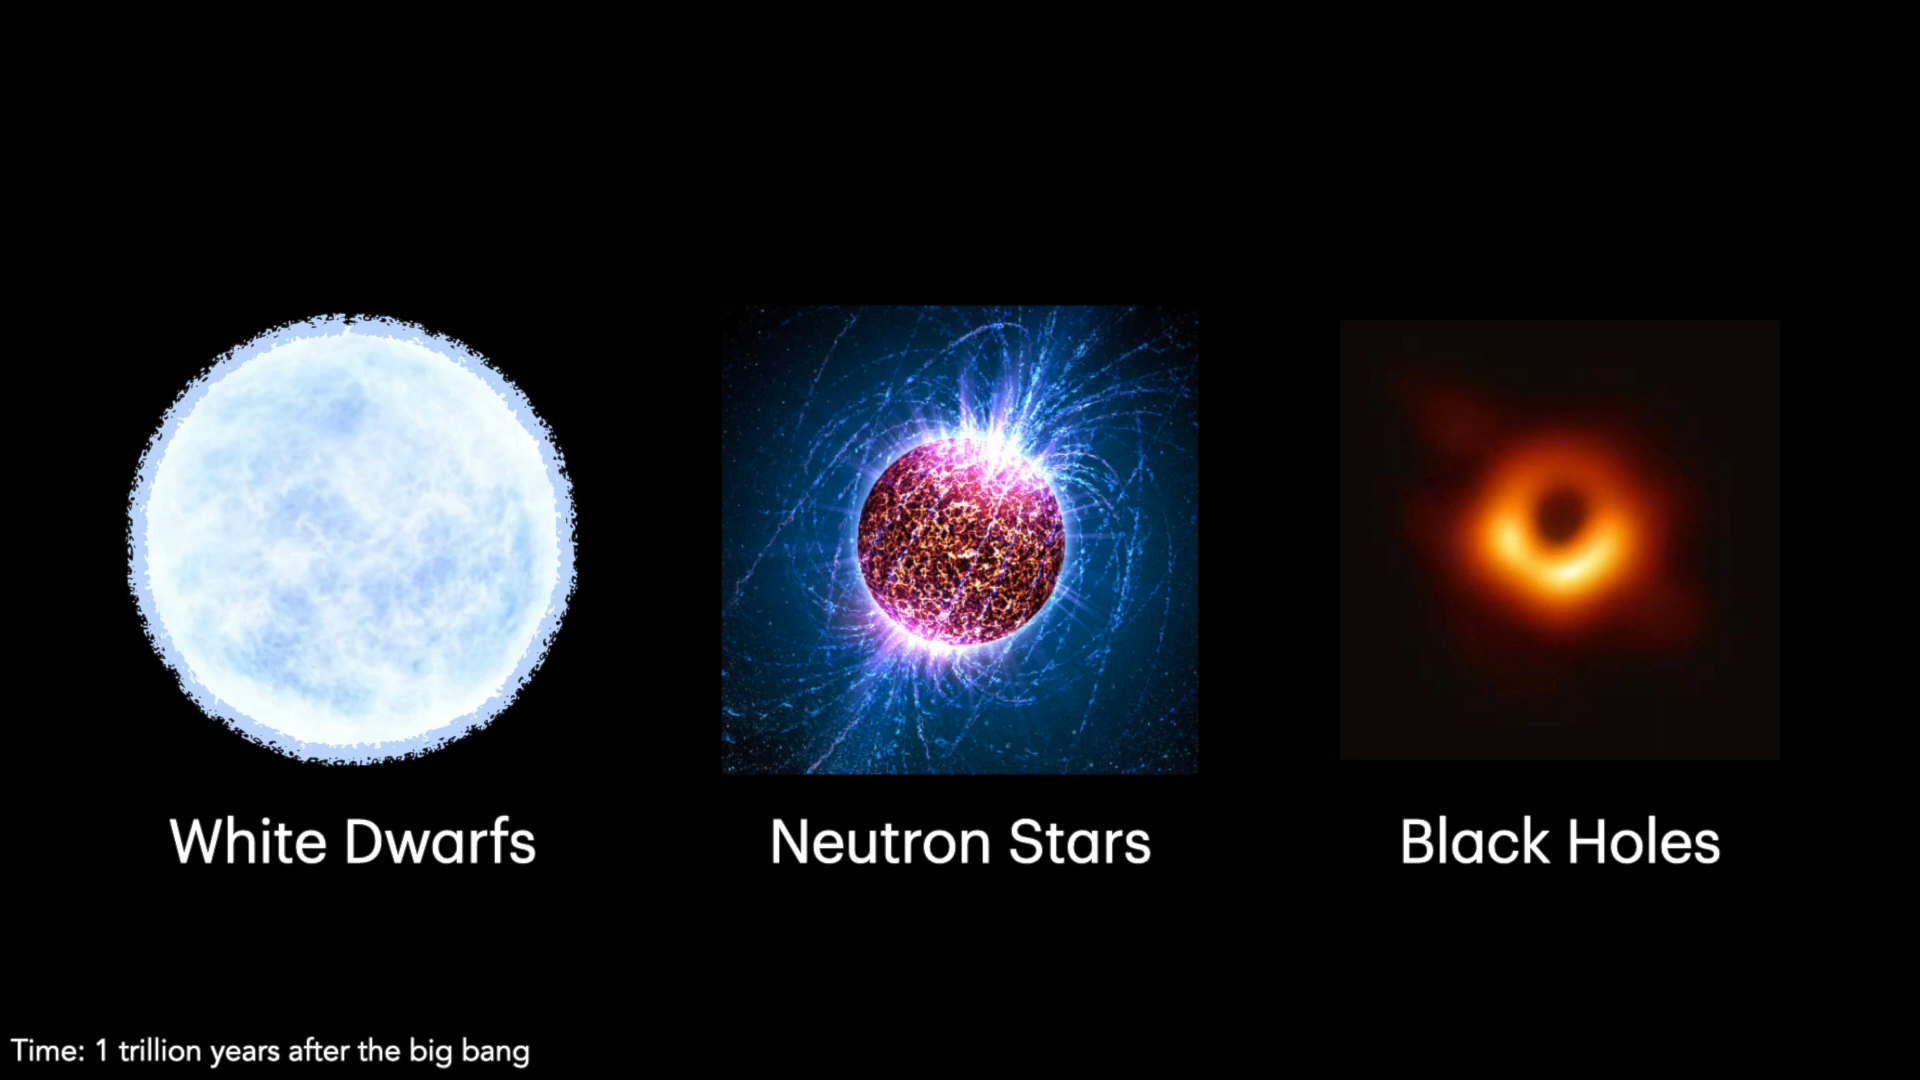 White Dwarfs
Neutron Stars
Black Holes
Time: 1 trillion years after the big bang